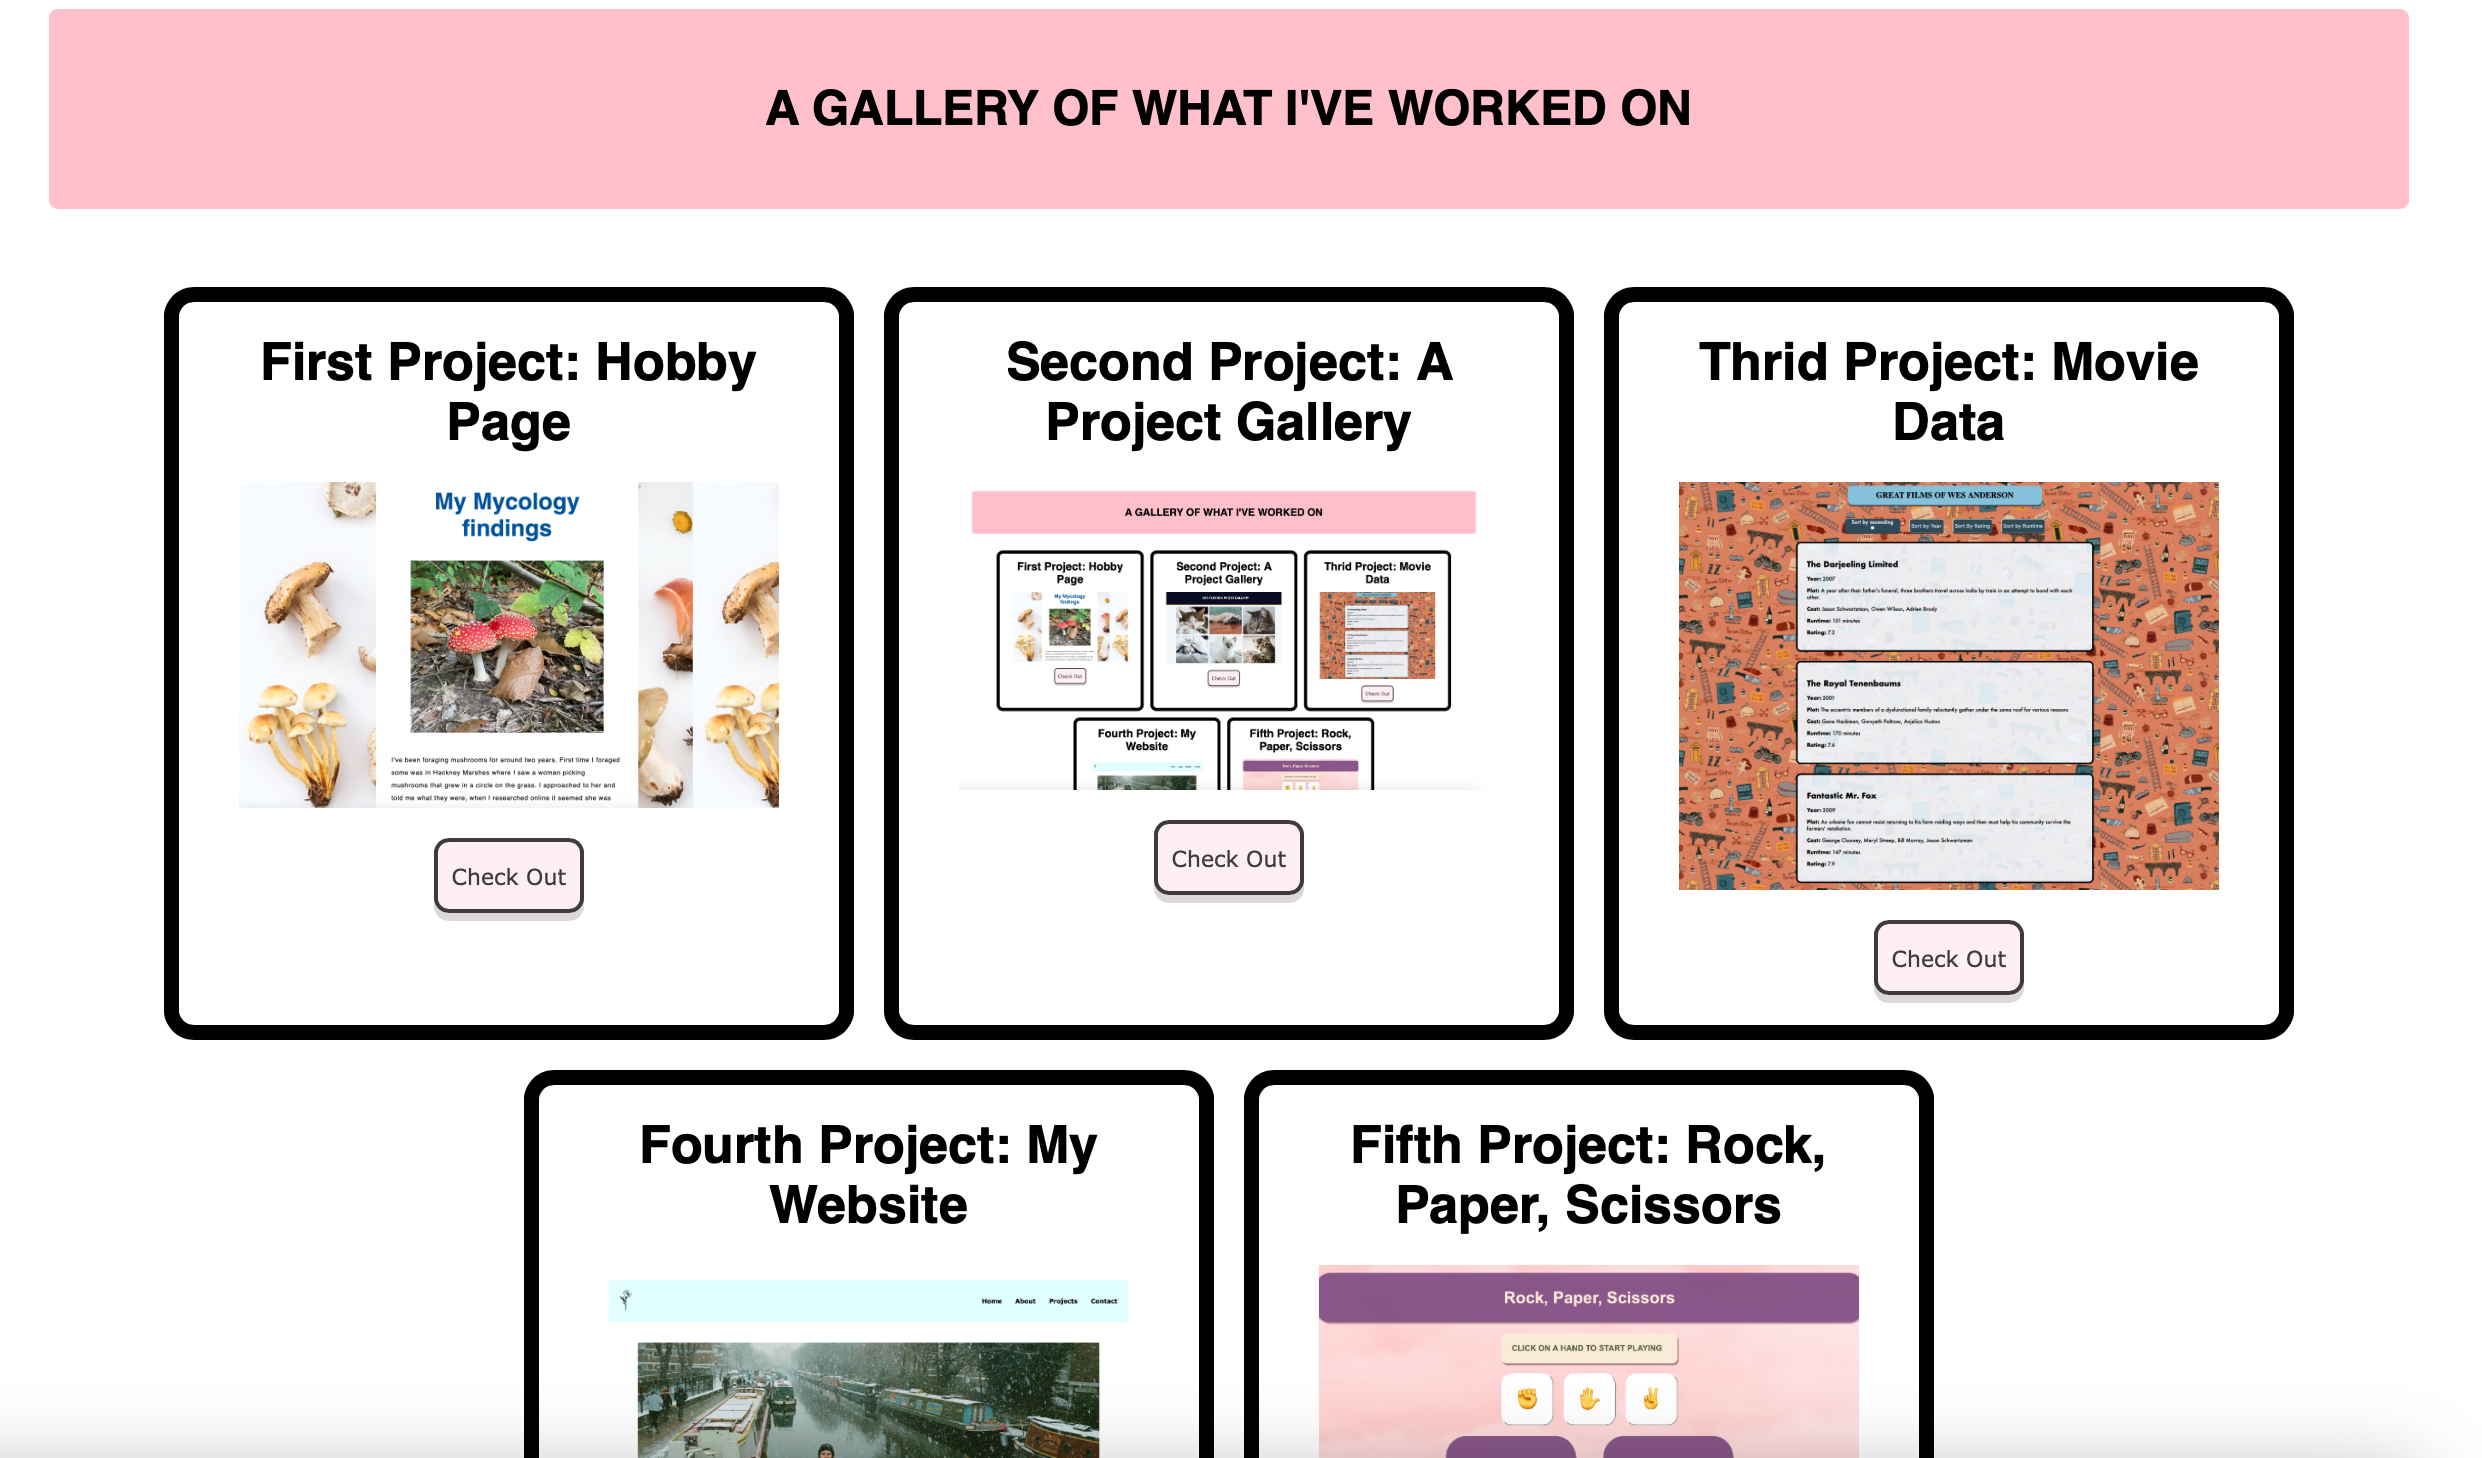 A GALLERY OF WHAT I'VE WORKED ON
First Project: Hobby
Page
My Mycology
findings
I've been foraging mushrooms for around two years. First time I foraged
some was in Hackney Marshes where I saw a woman picking
mushrooms that grew in a circle on the grass. I approached to her and
told me what they were, when I researched online it seemed she was
Check Out
Second Project: A
Project Gallery
A GALLERY OF WHAT I'VE WORKED ON
First Project: Hobby
Page
My Mycology
findings
Check Out
Second Project: A
Project Gallery
Check Out
Thrid Project: Movie
Data
Check Out
Fourth Project: My
Website
Fifth Project: Rock,
Paper, Scissors
Rock, Paper, Scissors
Check Out
Thrid Project: Movie
Data
GREAT FILMS OF WES ANDERSON
Sort by ascending
Sort by Year
Sort By Rating
Sort by Runtime
The Darjeeling Limited
Year: 2007
Plot: A year after their father's funeral, three brothers travel across India by train in an attempt to bond with each
other.
Cast: Jason Schwartzman, Owen Wilson, Adrien Brody
Runtime: 151 minutes
Rating: 7.2
The Royal Tenenbaums
Year: 2001
Plot: The eccentric members of a dysfunctional family reluctantly gather under the same roof for various reasons
Cast: Gene Hackman, Gwnyeth Paltrow, Anjelica Huston
Runtime: 170 minutes
Rating: 7.6
Fantastic Mr. Fox
Year: 2009
Plot: An urbane fox cannot resist returning to his farm raiding ways and then must help his community survive the
farmers' retaliation.
Cast: George Clooney, Meryl Streep, Bill Murray, Jason Schwartzman
Runtime: 147 minutes
Rating: 7.9
Check Out
Fourth Project: My
Website
Home About Projects Contact
Fifth Project: Rock,
Paper, Scissors
Rock, Paper, Scissors
CLICK ON A HAND TO START PLAYING